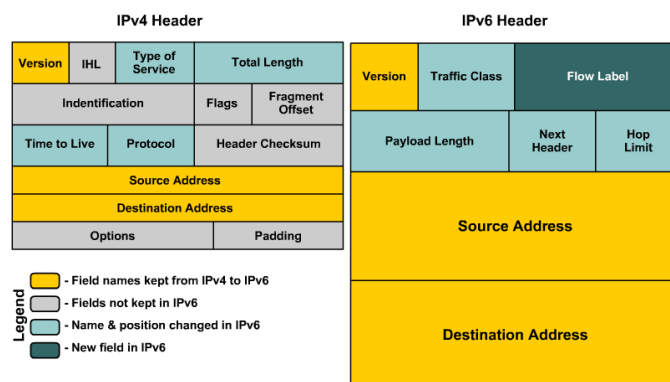 IPv4 Header
Version
IHL
Type of
Service
Total Length
Indentification
Flags
Fragment
Offset
Time to Live
Protocol
Header Checksum
Source Address
Destination Address
Options
Padding
Legend
- Field names kept from IPv4 to IPv6
- Fields not kept in IPv6
- Name & position changed in IPv6
- New field in IPv6
IPv6 Header
Version
Traffic Class
Flow Label
Payload Length
Next
Header
Hop
Limit
Source Address
Destination Address